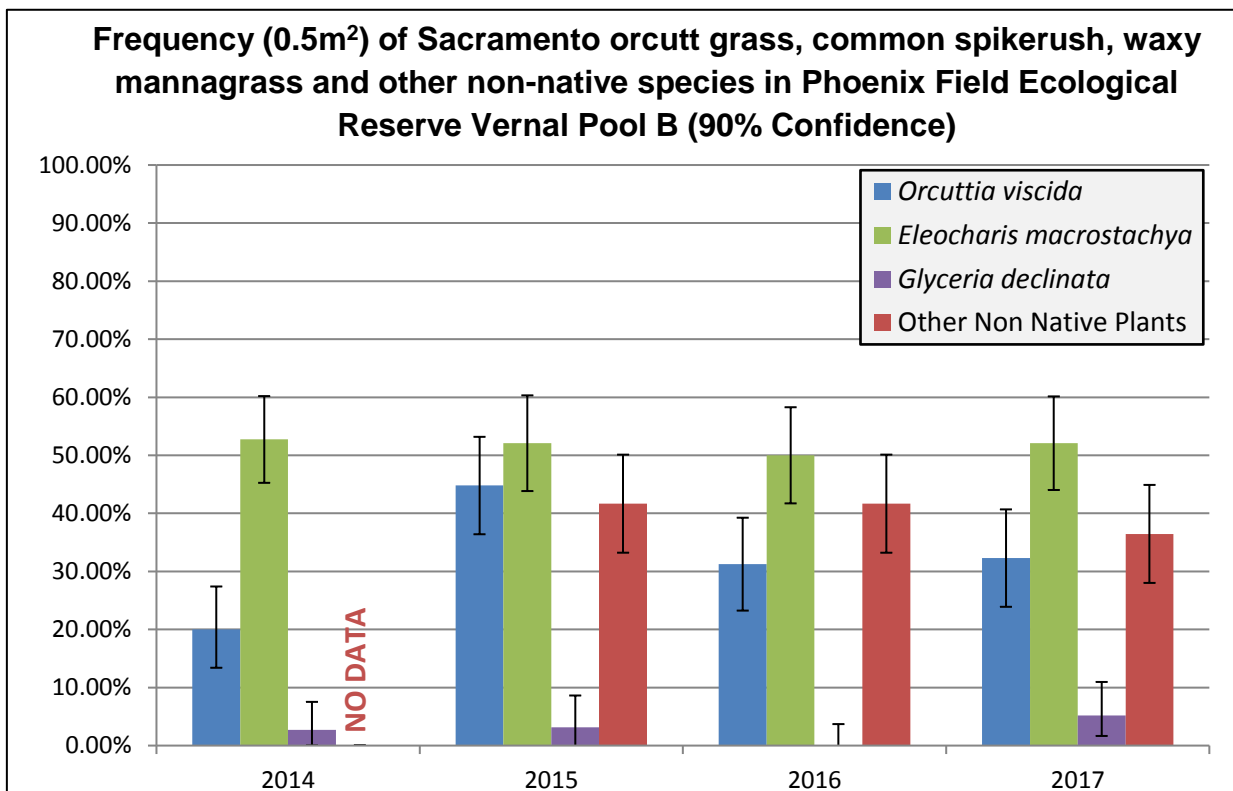 Frequency (0.5m²) of Sacramento orcutt grass, common spikerush, waxy
mannagrass and other non-native species in Phoenix Field Ecological
Reserve Vernal Pool B (90% Confidence)
100.00%
90.00%
80.00%
70.00%
60.00%
50.00%
40.00%
30.00%
20.00%
10.00%
0.00%
Orcuttia viscida
Eleocharis macrostachya
Glyceria declinata
Other Non Native Plants
NO DATA
2014
2015
2016
2017